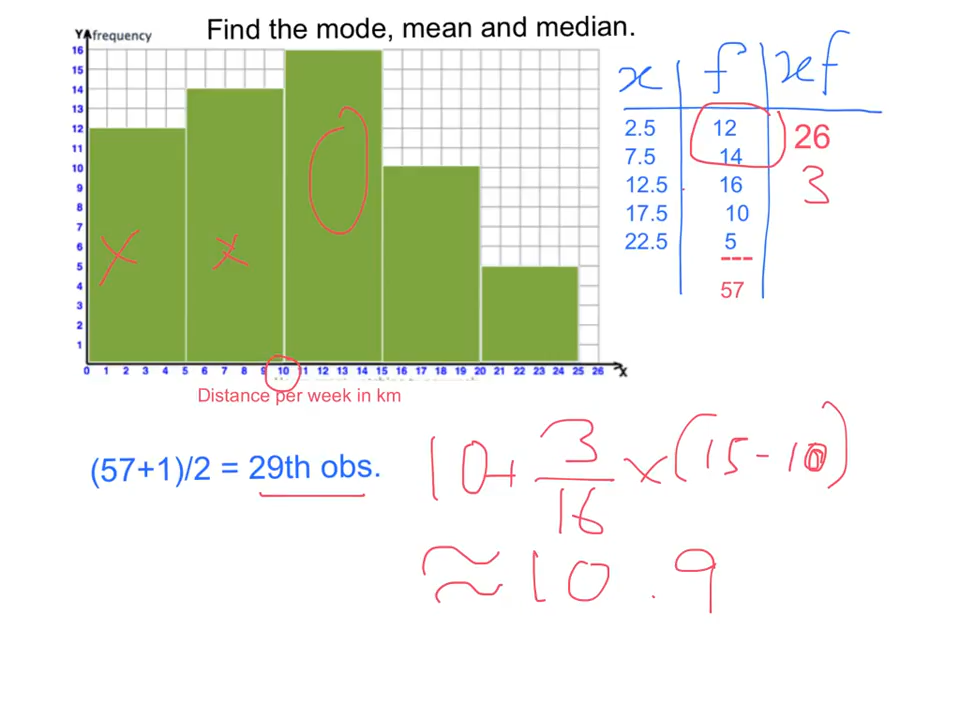 Find the mode, mean and median.
YA frequency
16
15
14
13
12
11
10
9
8
7
6
5
4
3
2
1
0 1 2 3 4 5 6 7 8 9 10 11 12 13 14 15 16 17 18 19 20 21 22 23 24 25 26 X
Distance per week in km
x f xf
2.5 12 26
7.5 14
12.5 16 3
17.5 10
22.5 5
---
57
(57+1)/2 = 29th obs.
10+ 3/16 × (15-10)
≈ 10.9